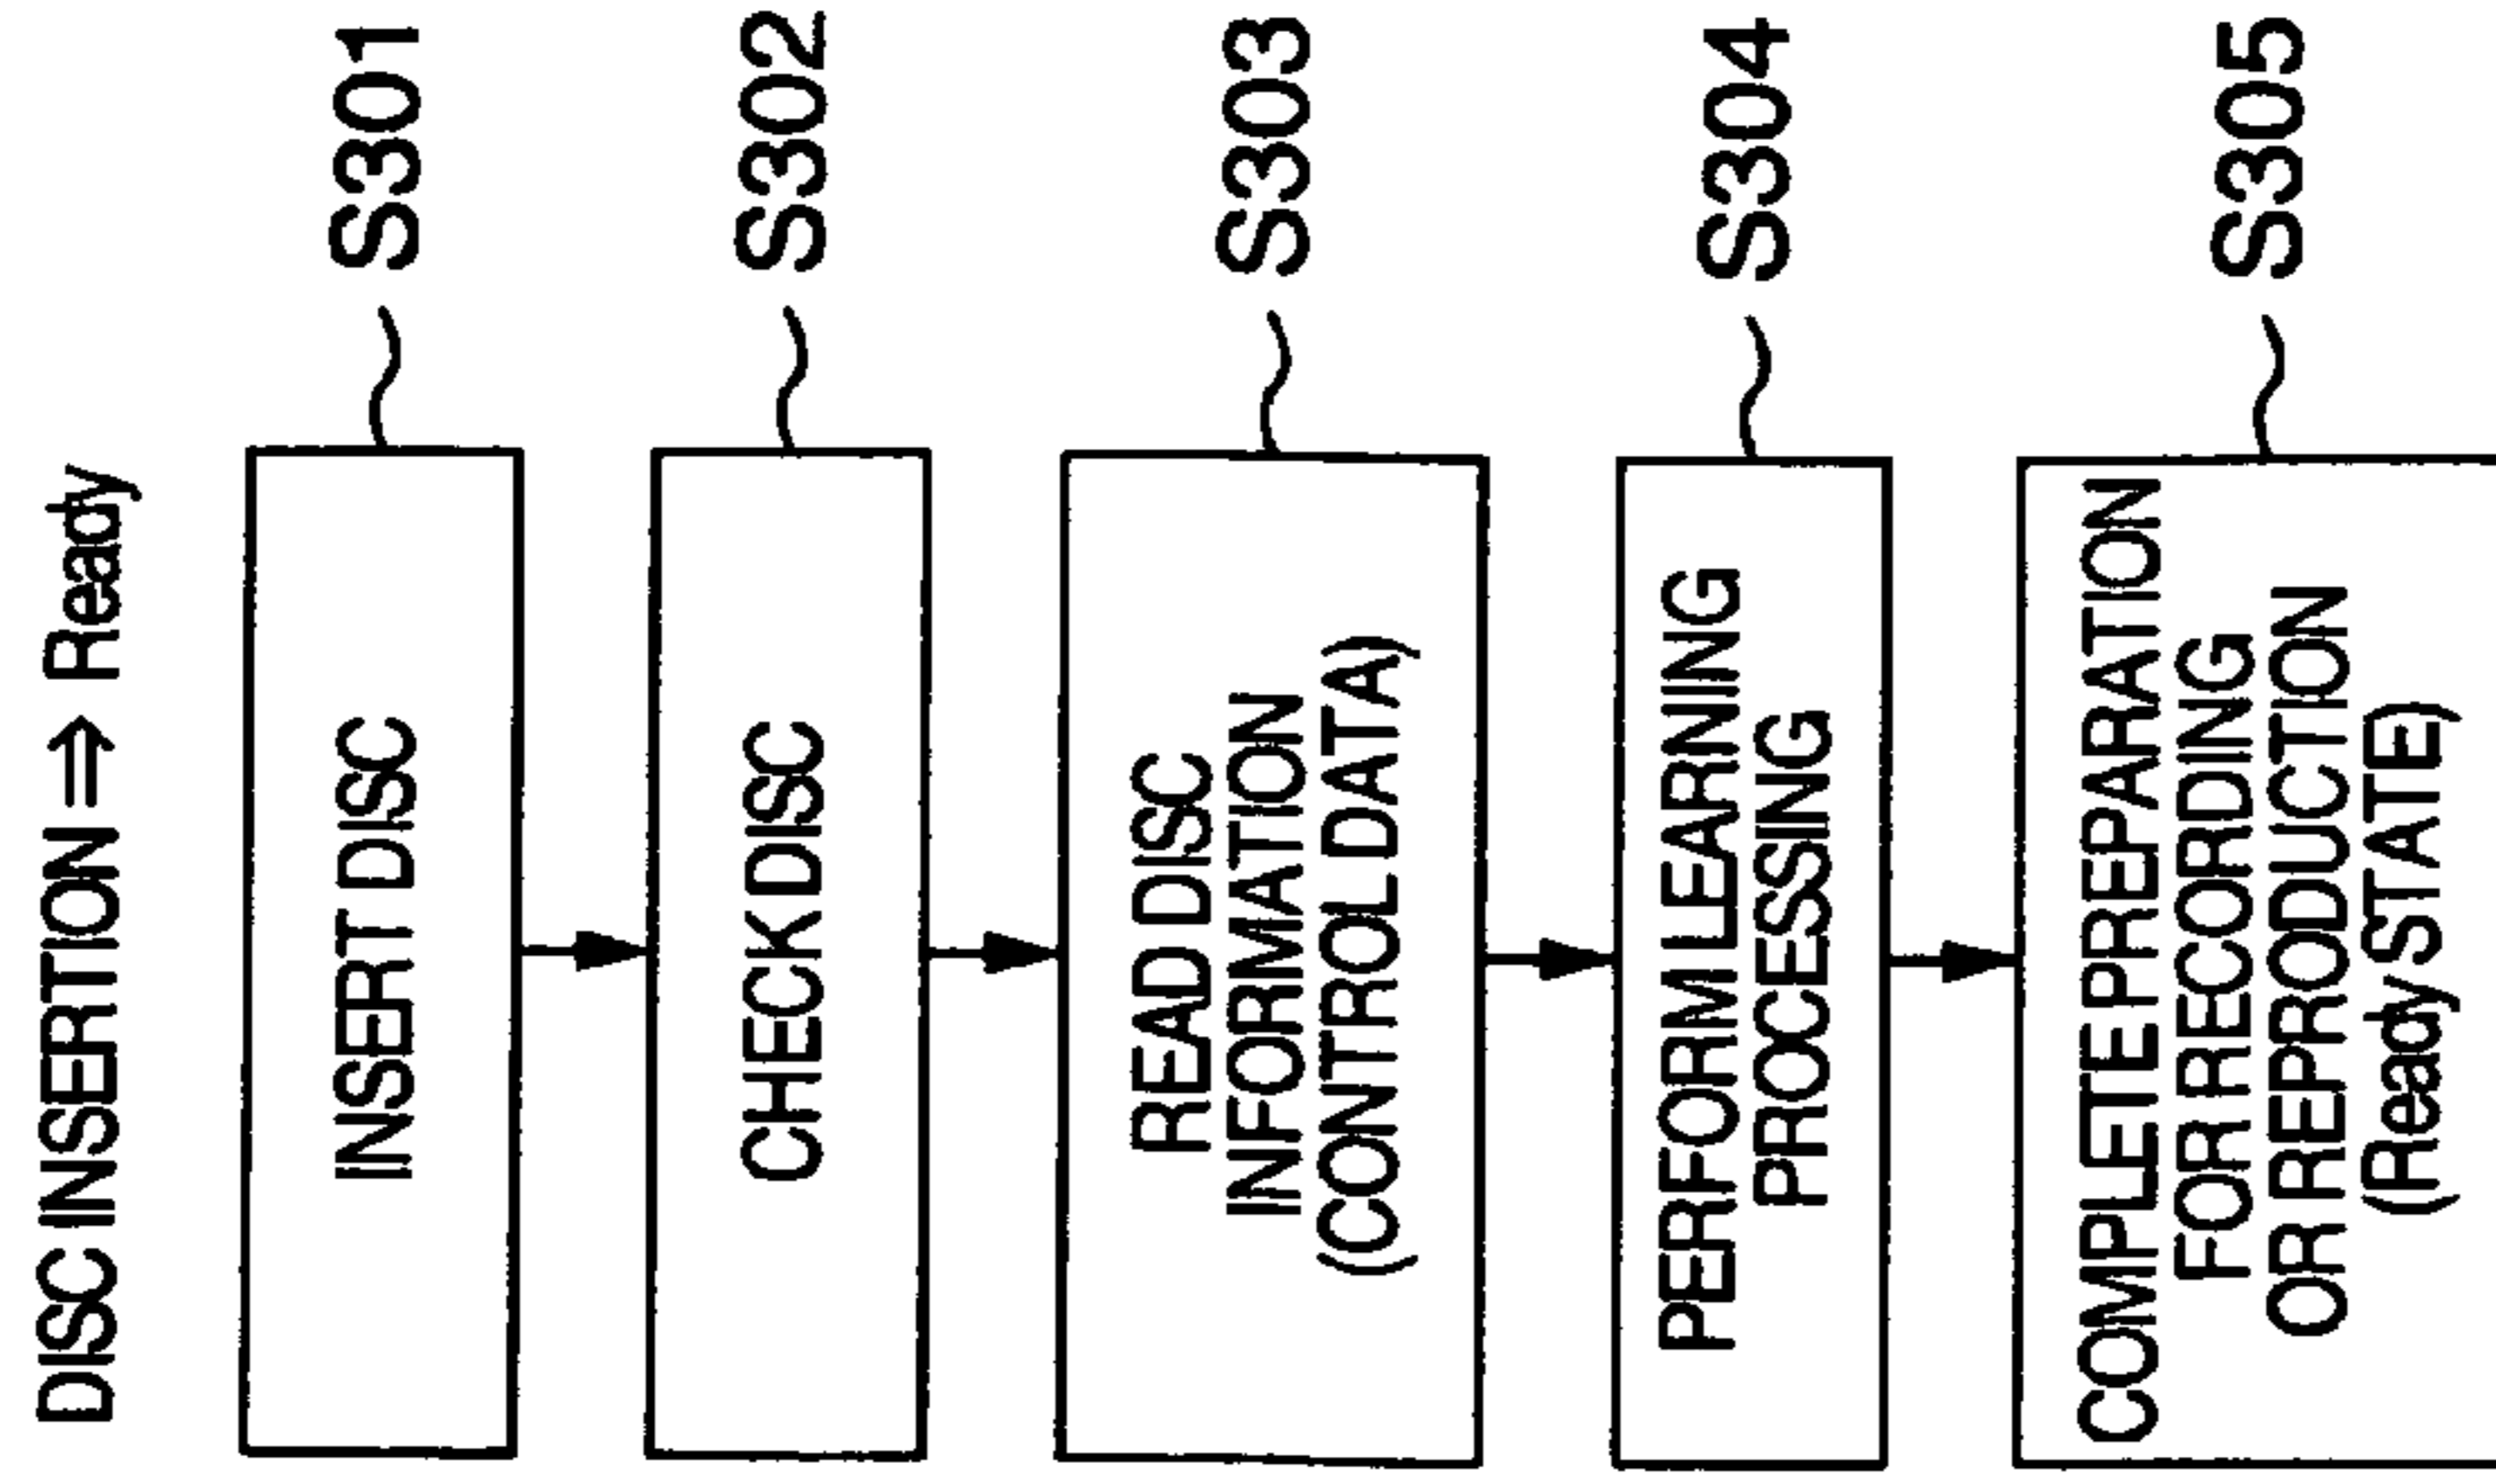 DISC INSERTION ⇒ Ready
INSERT DISC
S301
CHECK DISC
S302
READ DISC
INFORMATION
(CONTROL DATA)
S303
PERFORM LEARNING
PROCESSING
S304
COMPLETE PREPARATION
FOR RECORDING
OR REPRODUCTION
(Ready STATE)
S305